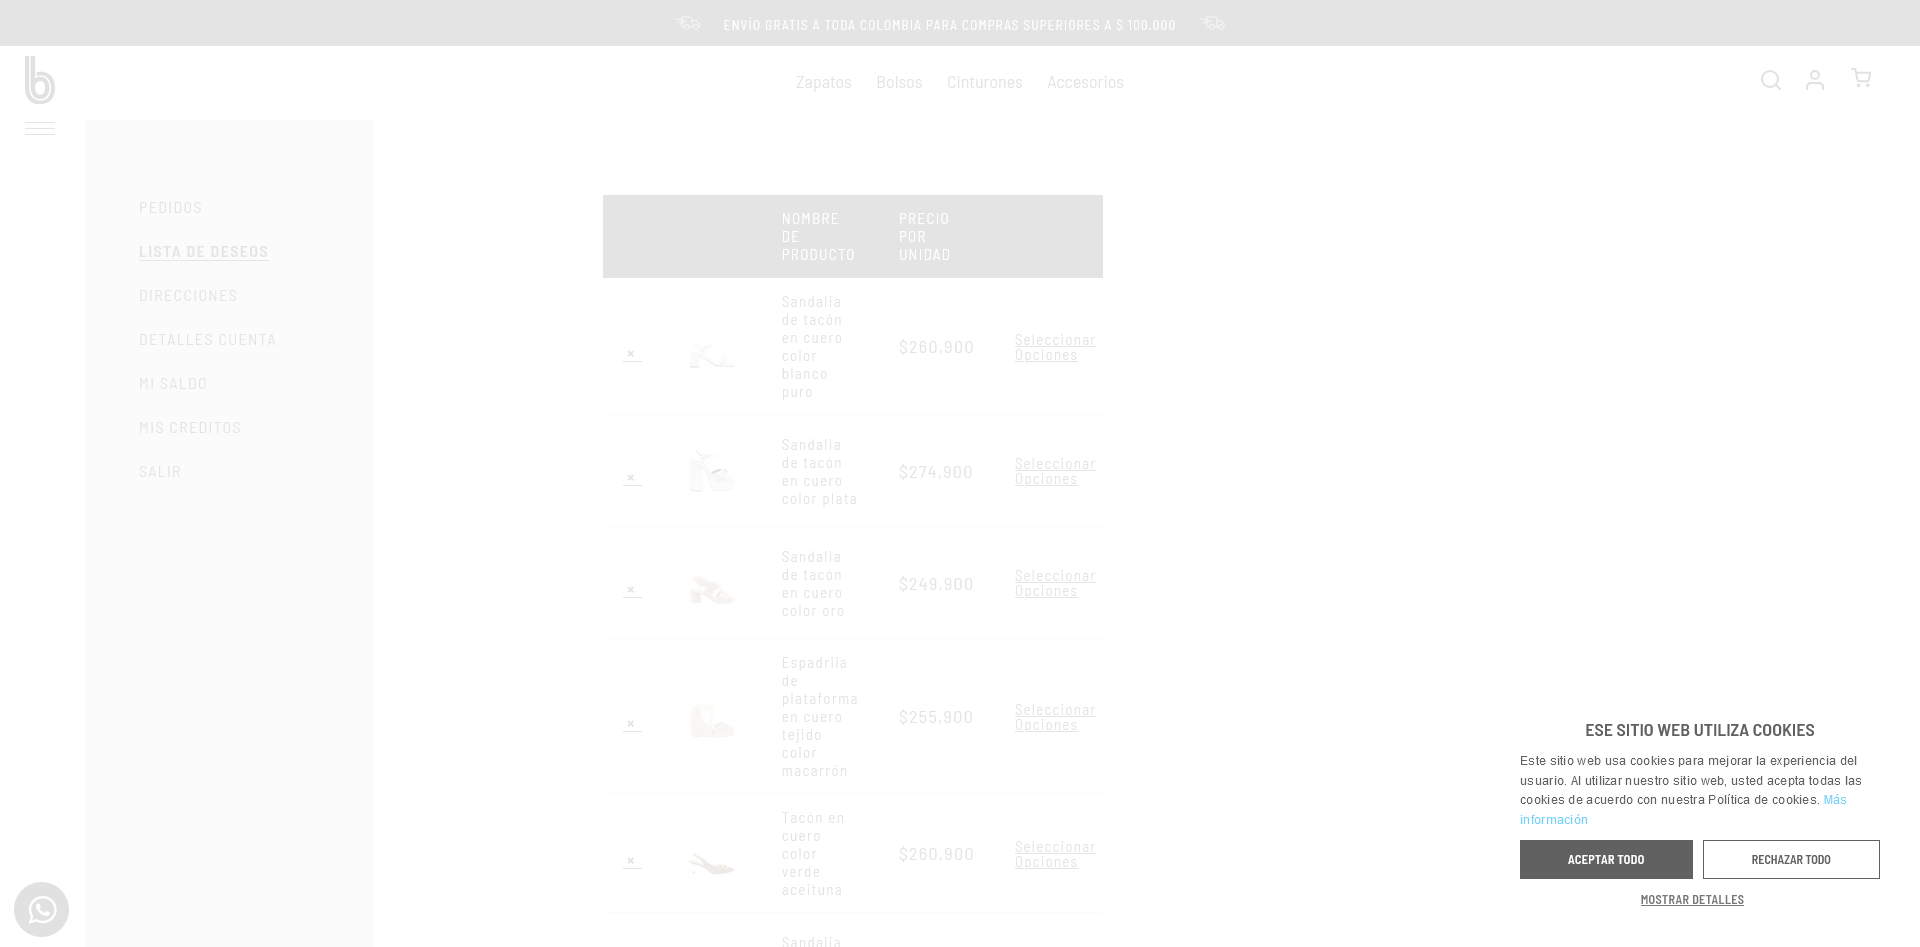 ENVÍO GRATIS A TODA COLOMBIA PARA COMPRAS SUPERIORES A $ 100.000
b
Zapatos Bolsos Cinturones Accesorios
PEDIDOS
LISTA DE DESEOS
DIRECCIONES
DETALLES CUENTA
MI SALDO
MIS CREDITOS
SALIR
NOMBRE
DE
PRODUCTO
PRECIO
POR
UNIDAD
×
Sandalia
de tacón
en cuero
color
blanco
puro
$260,900
Seleccionar
Opciones
×
Sandalia
de tacón
en cuero
color plata
$274,900
Seleccionar
Opciones
×
Sandalia
de tacón
en cuero
color oro
$249,900
Seleccionar
Opciones
×
Espadrila
de
plataforma
en cuero
tejido
color
macarrón
$255,900
Seleccionar
Opciones
×
Tacón en
cuero
color
verde
aceituna
$260,900
Seleccionar
Opciones
Sandalia
ESE SITIO WEB UTILIZA COOKIES
Este sitio web usa cookies para mejorar la experiencia del
usuario. Al utilizar nuestro sitio web, usted acepta todas las
cookies de acuerdo con nuestra Política de cookies. Más
información
ACEPTAR TODO
RECHAZAR TODO
MOSTRAR DETALLES